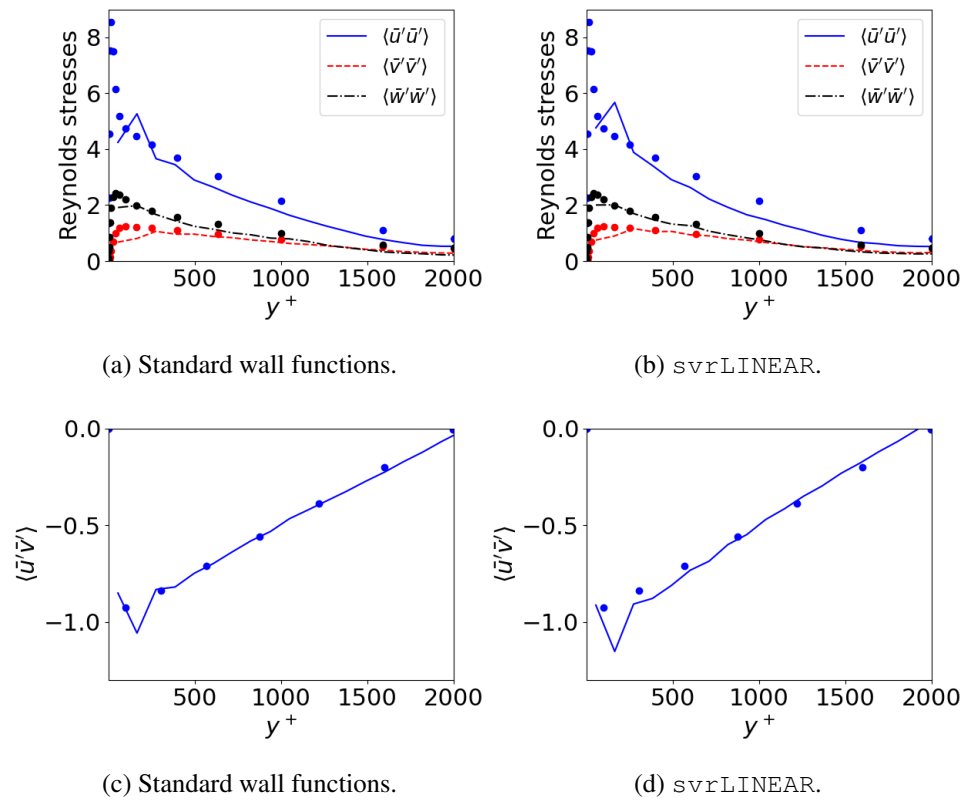 Reynolds stresses
8
6
4
2
0
500
1000
1500
2000
y⁺
⟨ū′ū′⟩
⟨v̄′v̄′⟩
⟨w̄′w̄′⟩
(a) Standard wall functions.
Reynolds stresses
8
6
4
2
0
500
1000
1500
2000
y⁺
⟨ū′ū′⟩
⟨v̄′v̄′⟩
⟨w̄′w̄′⟩
(b) svrLINEAR.
⟨ū′v̄′⟩
0.0
−0.5
−1.0
500
1000
1500
2000
y⁺
(c) Standard wall functions.
⟨ū′v̄′⟩
0.0
−0.5
−1.0
500
1000
1500
2000
y⁺
(d) svrLINEAR.